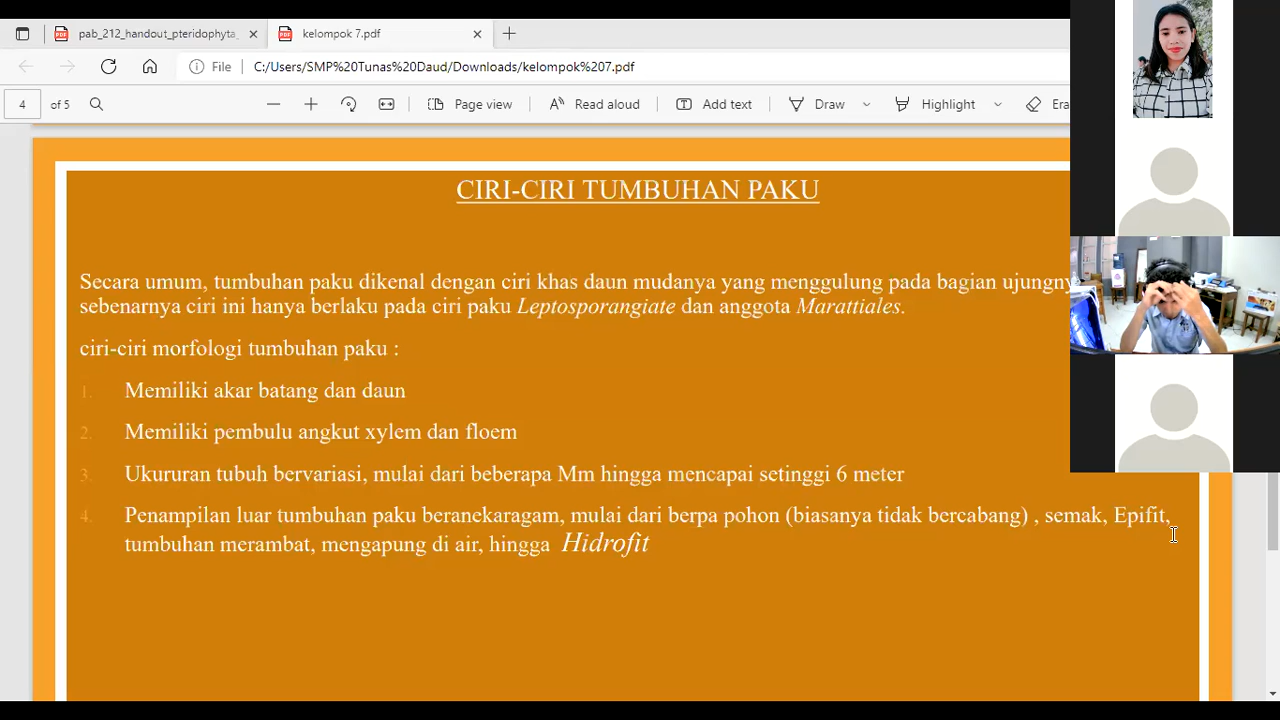 pab_212_handout_pteridophyta_
kelompok 7.pdf
File C:/Users/SMP%20Tunas%20Daud/Downloads/kelompok%207.pdf
4 of 5 Page view Read aloud Add text Draw Highlight Era
CIRI-CIRI TUMBUHAN PAKU
Secara umum, tumbuhan paku dikenal dengan ciri khas daun mudanya yang menggulung pada bagian ujungny
sebenarnya ciri ini hanya berlaku pada ciri paku Leptosporangiate dan anggota Marattiales.
ciri-ciri morfologi tumbuhan paku :
1. Memiliki akar batang dan daun
2. Memiliki pembulu angkut xylem dan floem
3. Ukururan tubuh bervariasi, mulai dari beberapa Mm hingga mencapai setinggi 6 meter
4. Penampilan luar tumbuhan paku beranekaragam, mulai dari berpa pohon (biasanya tidak bercabang) , semak, Epifit,
tumbuhan merambat, mengapung di air, hingga Hidrofit